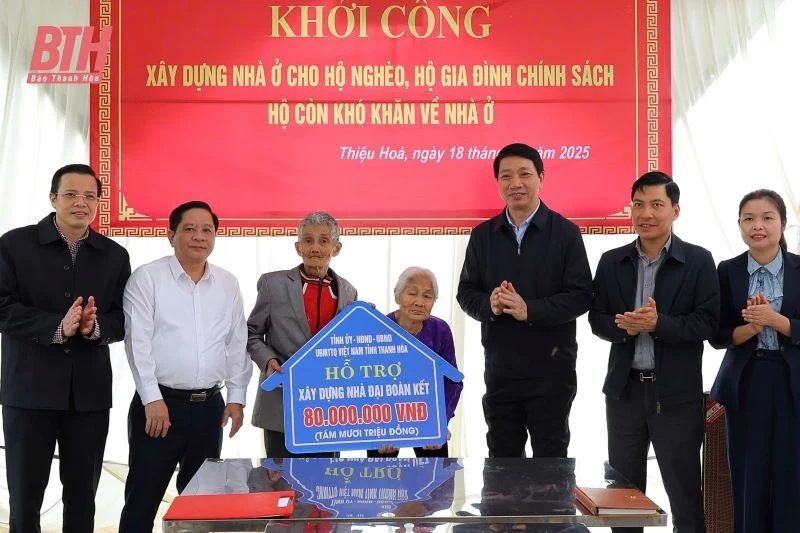 BTH
Báo Thanh Hóa
KHỞI CÔNG
XÂY DỰNG NHÀ Ở CHO HỘ NGHÈO, HỘ GIA ĐÌNH CHÍNH SÁCH
HỘ CÒN KHÓ KHĂN VỀ NHÀ Ở
Thiệu Hoá, ngày 18 năm 2025
TỈNH ỦY - HĐND - UBND
UBMTTQ VIỆT NAM TỈNH THANH HÓA
HỖ TRỢ
XÂY DỰNG NHÀ ĐẠI ĐOÀN KẾT
80.000.000 VNĐ
(TÁM MƯƠI TRIỆU ĐỒNG)